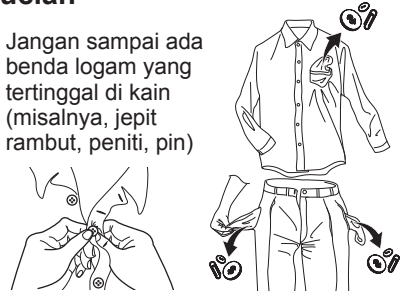 Jangan sampai ada
benda logam yang
tertinggal di kain
(misalnya, jepit
rambut, peniti, pin)